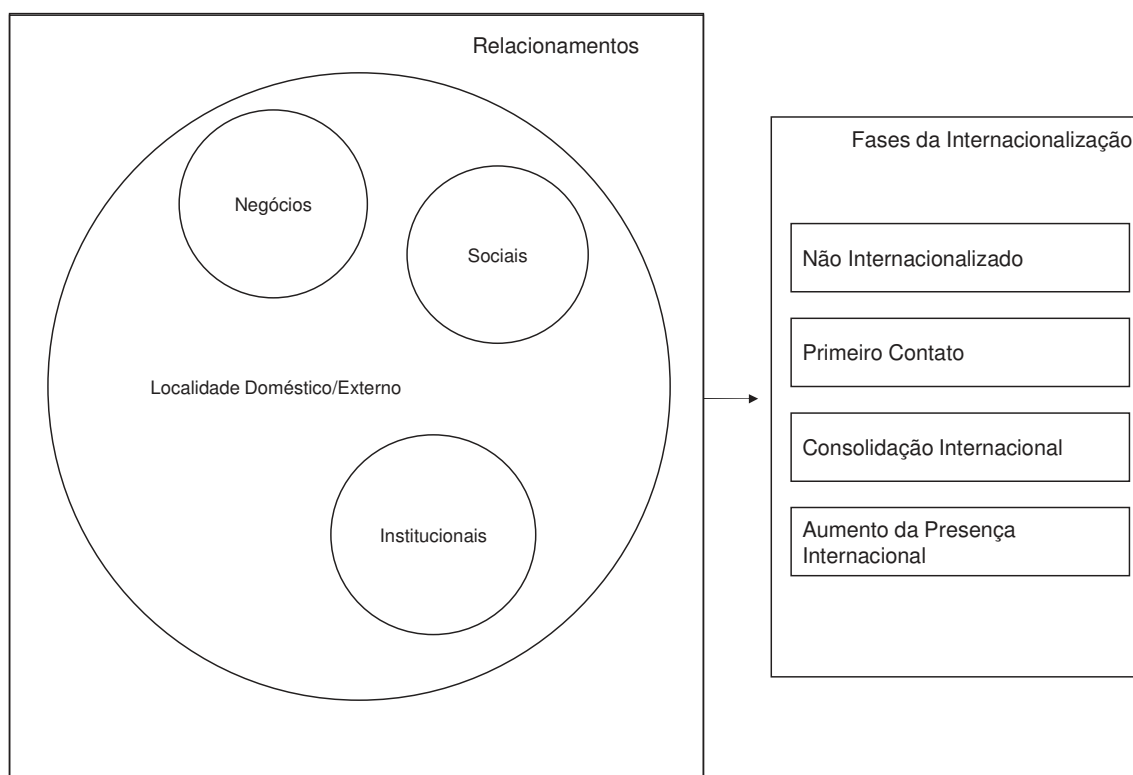 Relacionamentos
Negócios
Sociais
Localidade Doméstico/Externo
Institucionais
Fases da Internacionalização
Não Internacionalizado
Primeiro Contato
Consolidação Internacional
Aumento da Presença
Internacional